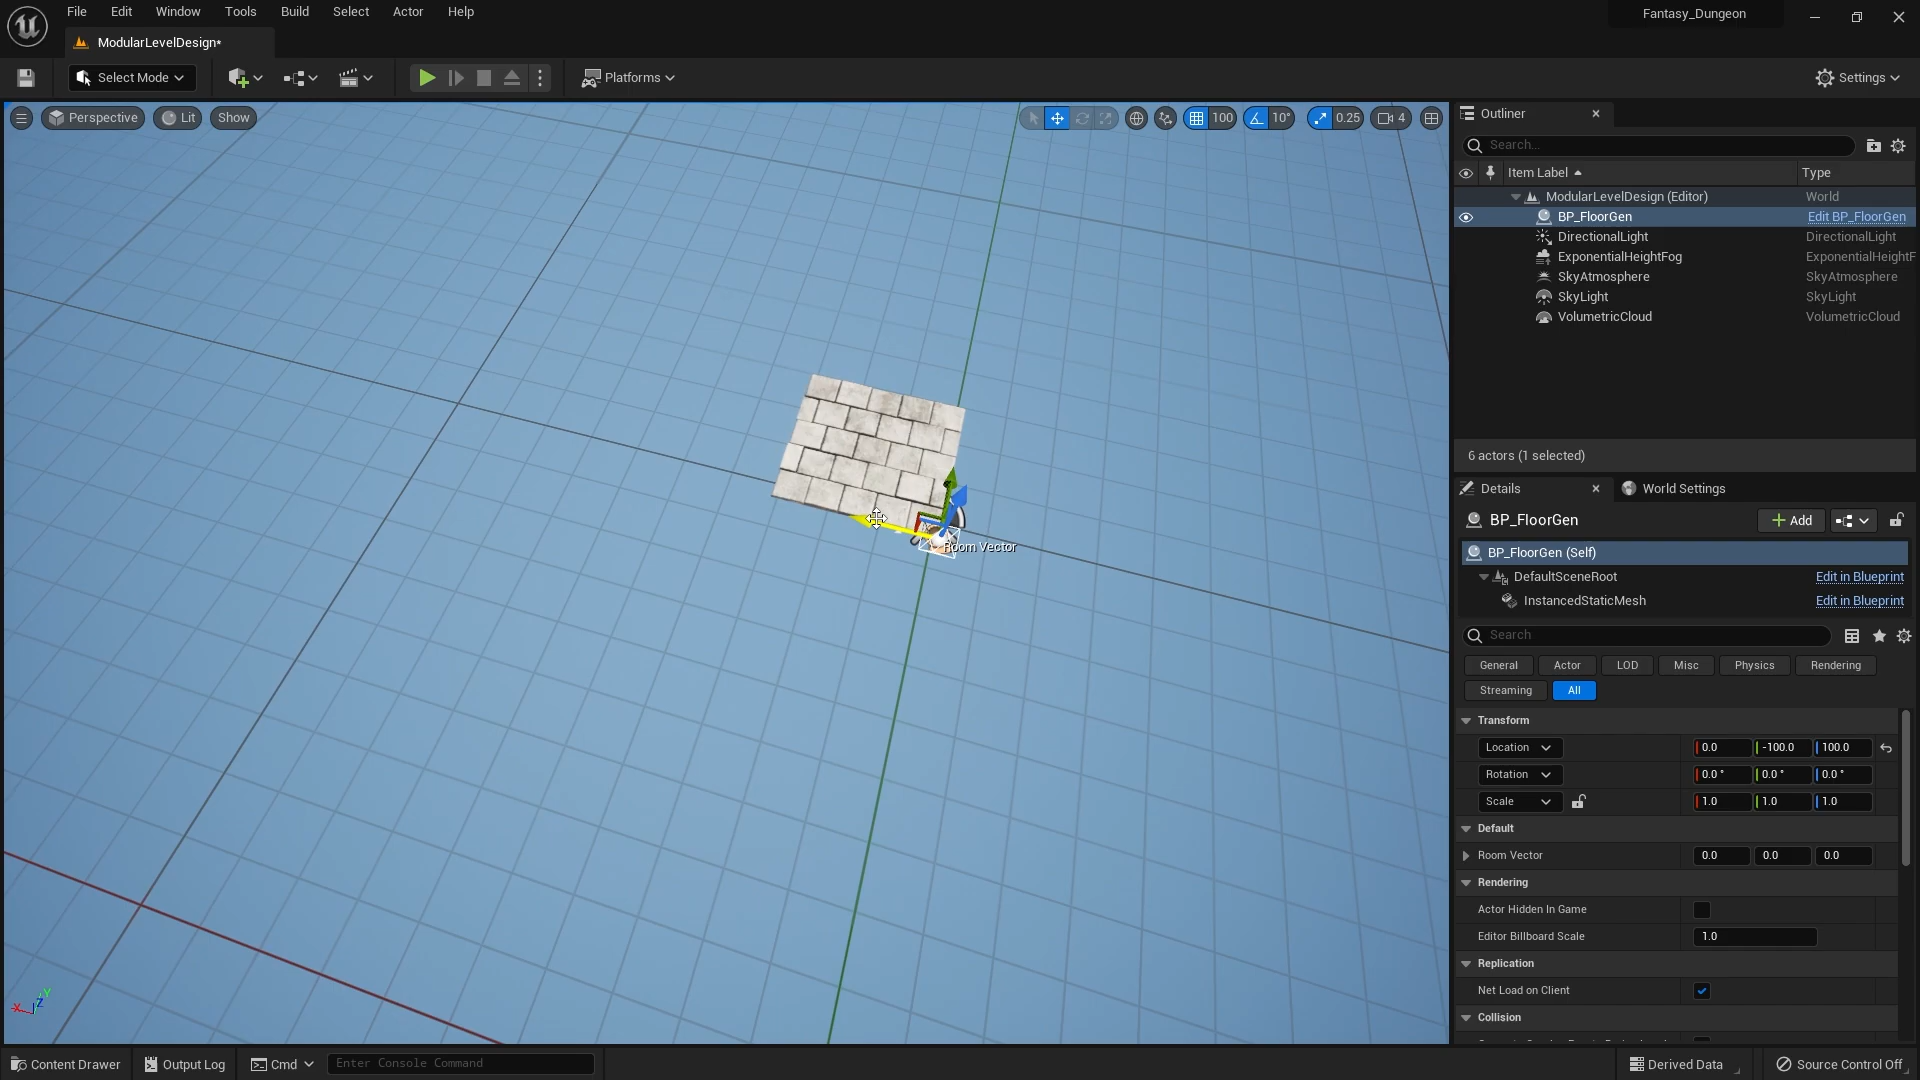 File Edit Window Tools Build Select Actor Help
Fantasy_Dungeon
ModularLevelDesign*
Select Mode
Platforms
Settings
Perspective Lit Show
100 10° 0.25 4
Outliner
Search...
Item Label Type
ModularLevelDesign (Editor) World
BP_FloorGen Edit BP_FloorGen
DirectionalLight DirectionalLight
ExponentialHeightFog ExponentialHeightF
SkyAtmosphere SkyAtmosphere
SkyLight SkyLight
VolumetricCloud VolumetricCloud
6 actors (1 selected)
Details World Settings
BP_FloorGen Add
BP_FloorGen (Self)
DefaultSceneRoot Edit in Blueprint
InstancedStaticMesh Edit in Blueprint
Search
General Actor LOD Misc Physics Rendering
Streaming All
Transform
Location 0.0 -100.0 100.0
Rotation 0.0 ° 0.0 ° 0.0 °
Scale 1.0 1.0 1.0
Default
Room Vector 0.0 0.0 0.0
Rendering
Actor Hidden In Game
Editor Billboard Scale 1.0
Replication
Net Load on Client
Collision
Room Vector
X Z Y
Content Drawer Output Log Cmd Enter Console Command
Derived Data Source Control Off